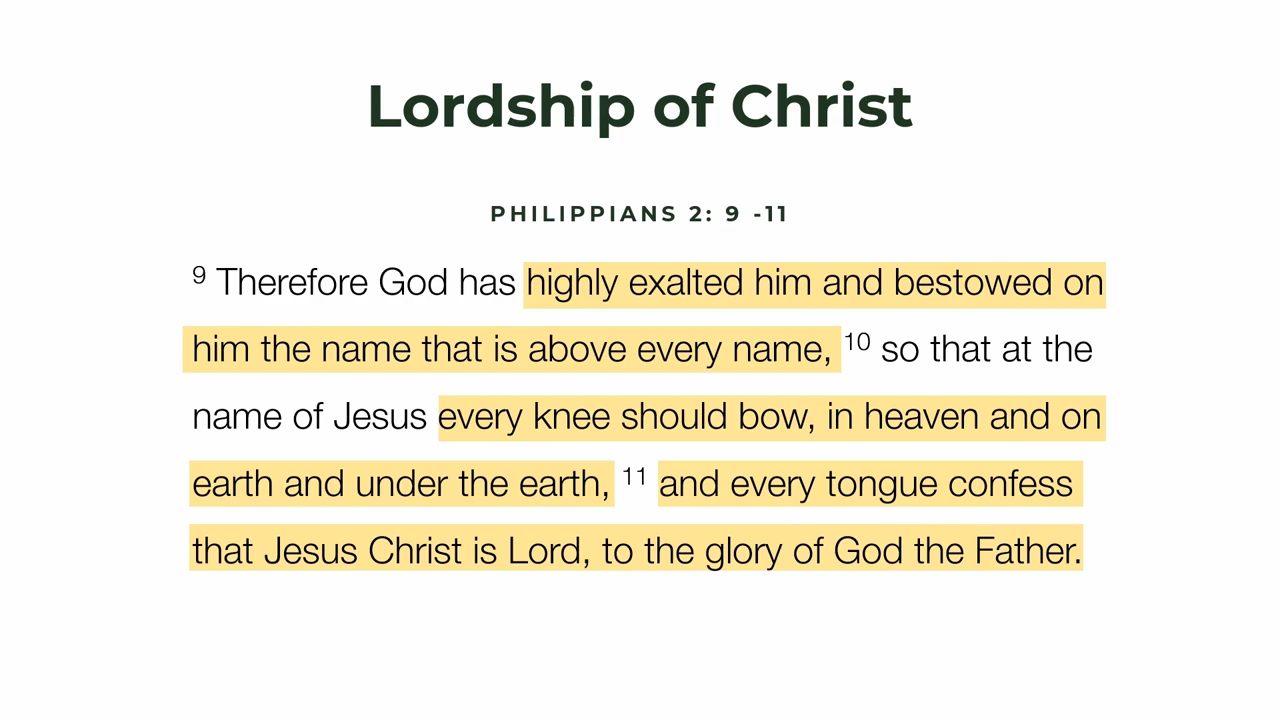 Lordship of Christ
PHILIPPIANS 2: 9 -11
⁹ Therefore God has highly exalted him and bestowed on
him the name that is above every name, ¹⁰ so that at the
name of Jesus every knee should bow, in heaven and on
earth and under the earth, ¹¹ and every tongue confess
that Jesus Christ is Lord, to the glory of God the Father.